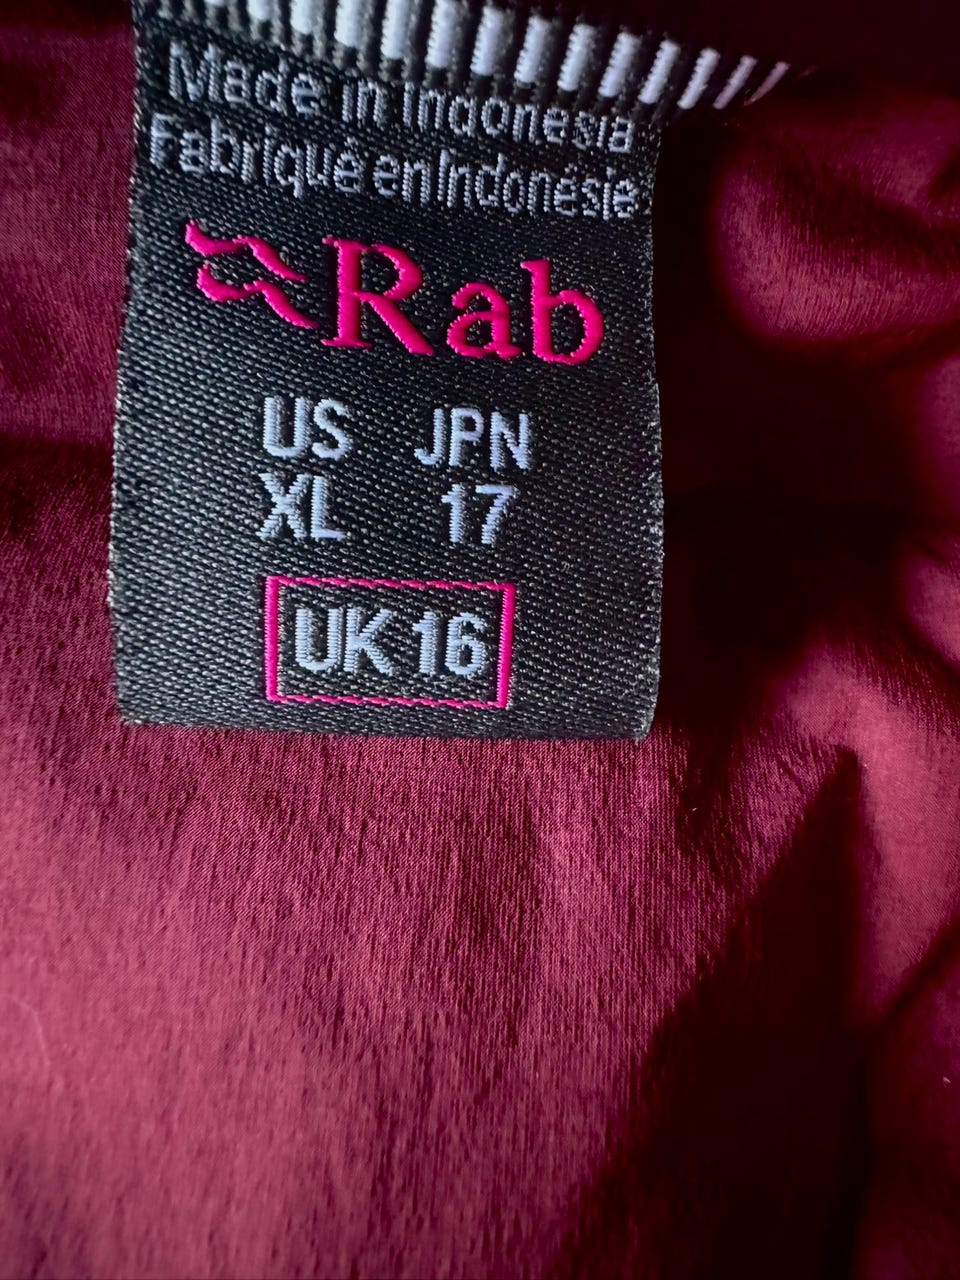 Made in Indonesia
Fabriqué en Indonésie
Rab
US JPN
XL 17
UK 16